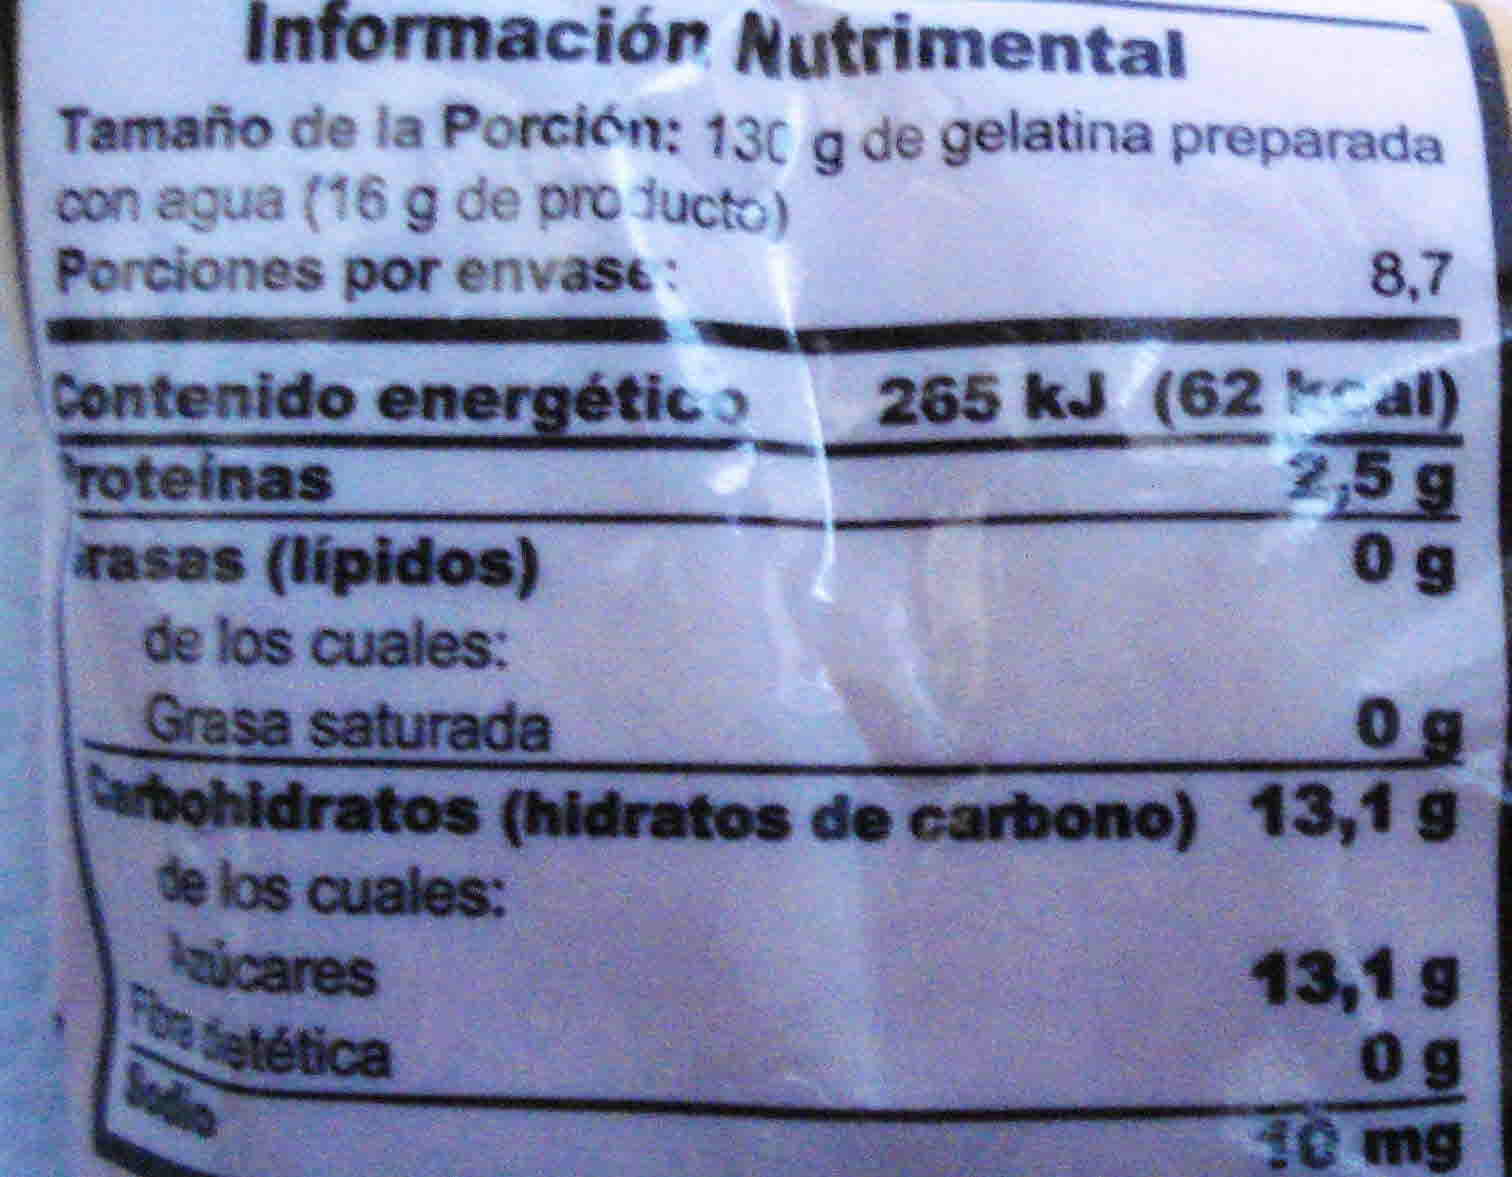 Información Nutrimental
Tamaño de la Porción: 130 g de gelatina preparada
con agua (16 g de producto)
Porciones por envase: 8,7
Contenido energético 265 kJ (62 kcal)
Proteínas 2,5 g
Grasas (lípidos) 0 g
de los cuales:
Grasa saturada 0 g
Carbohidratos (hidratos de carbono) 13,1 g
de los cuales:
Azúcares 13,1 g
Fibra dietética 0 g
Sodio 10 mg